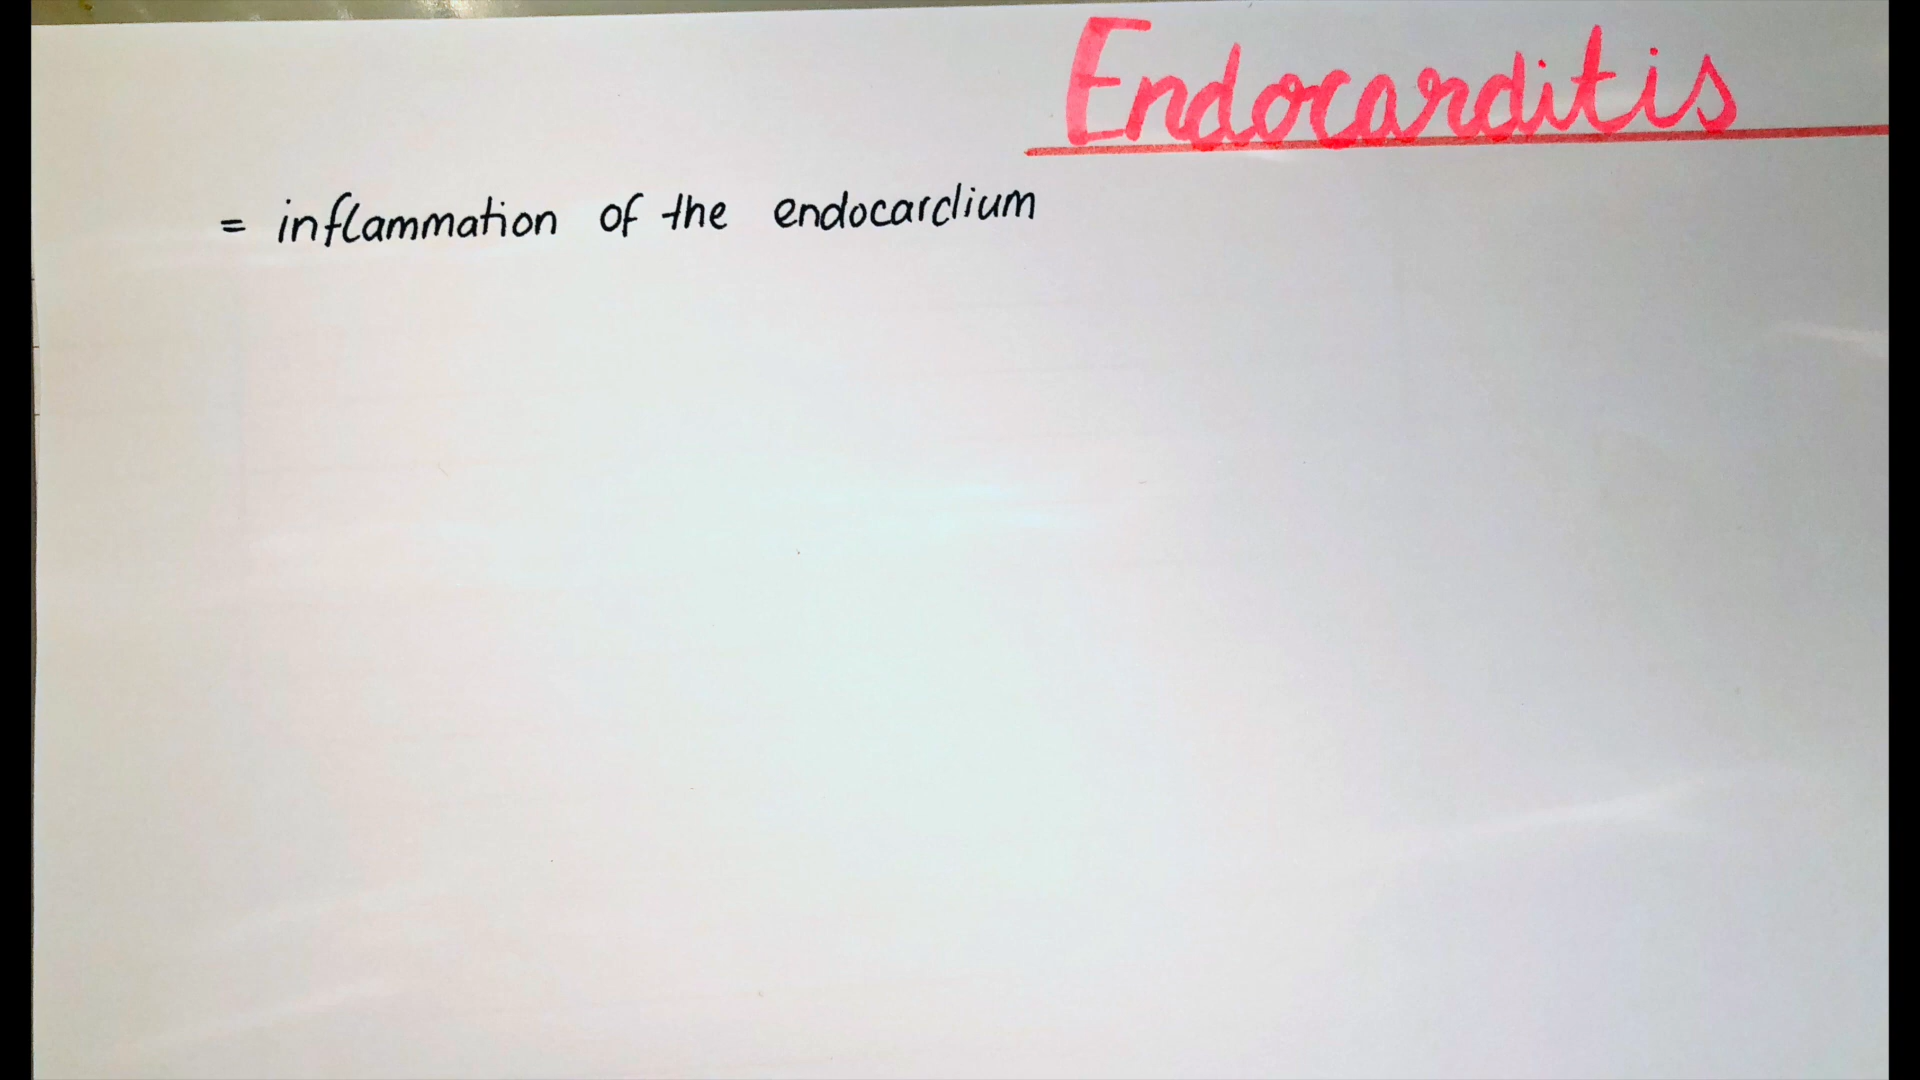 Endocarditis
= inflammation of the endocardium